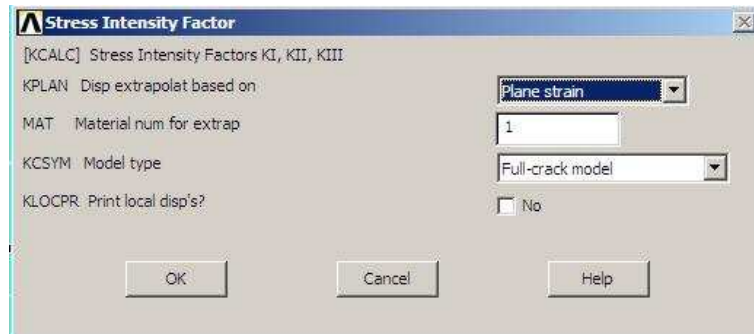 Stress Intensity Factor
[KCALC] Stress Intensity Factors KI, KII, KIII
KPLAN Disp extrapolat based on Plane strain
MAT Material num for extrap 1
KCSYM Model type Full-crack model
KLOCPR Print local disp's? No
OK Cancel Help